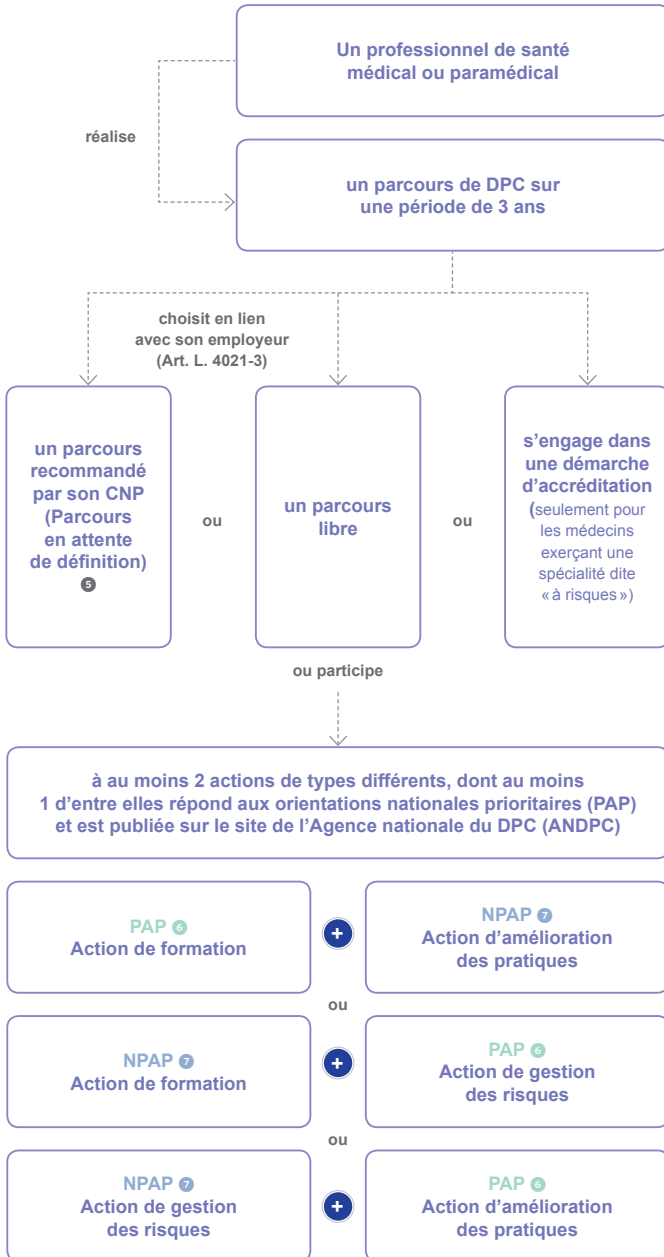 Un professionnel de santé
médical ou paramédical
réalise
un parcours de DPC sur
une période de 3 ans
choisit en lien
avec son employeur
(Art. L. 4021-3)
un parcours
recommandé
par son CNP
(Parcours
en attente
de définition)
5
ou
un parcours
libre
ou
s’engage dans
une démarche
d’accréditation
(seulement pour
les médecins
exerçant une
spécialité dite
« à risques »)
ou participe
à au moins 2 actions de types différents, dont au moins
1 d’entre elles répond aux orientations nationales prioritaires (PAP)
et est publiée sur le site de l’Agence nationale du DPC (ANDPC)
PAP 6
Action de formation
+
NPAP 7
Action d’amélioration
des pratiques
ou
NPAP 7
Action de formation
+
PAP 6
Action de gestion
des risques
ou
NPAP 7
Action de gestion
des risques
+
PAP 6
Action d’amélioration
des pratiques